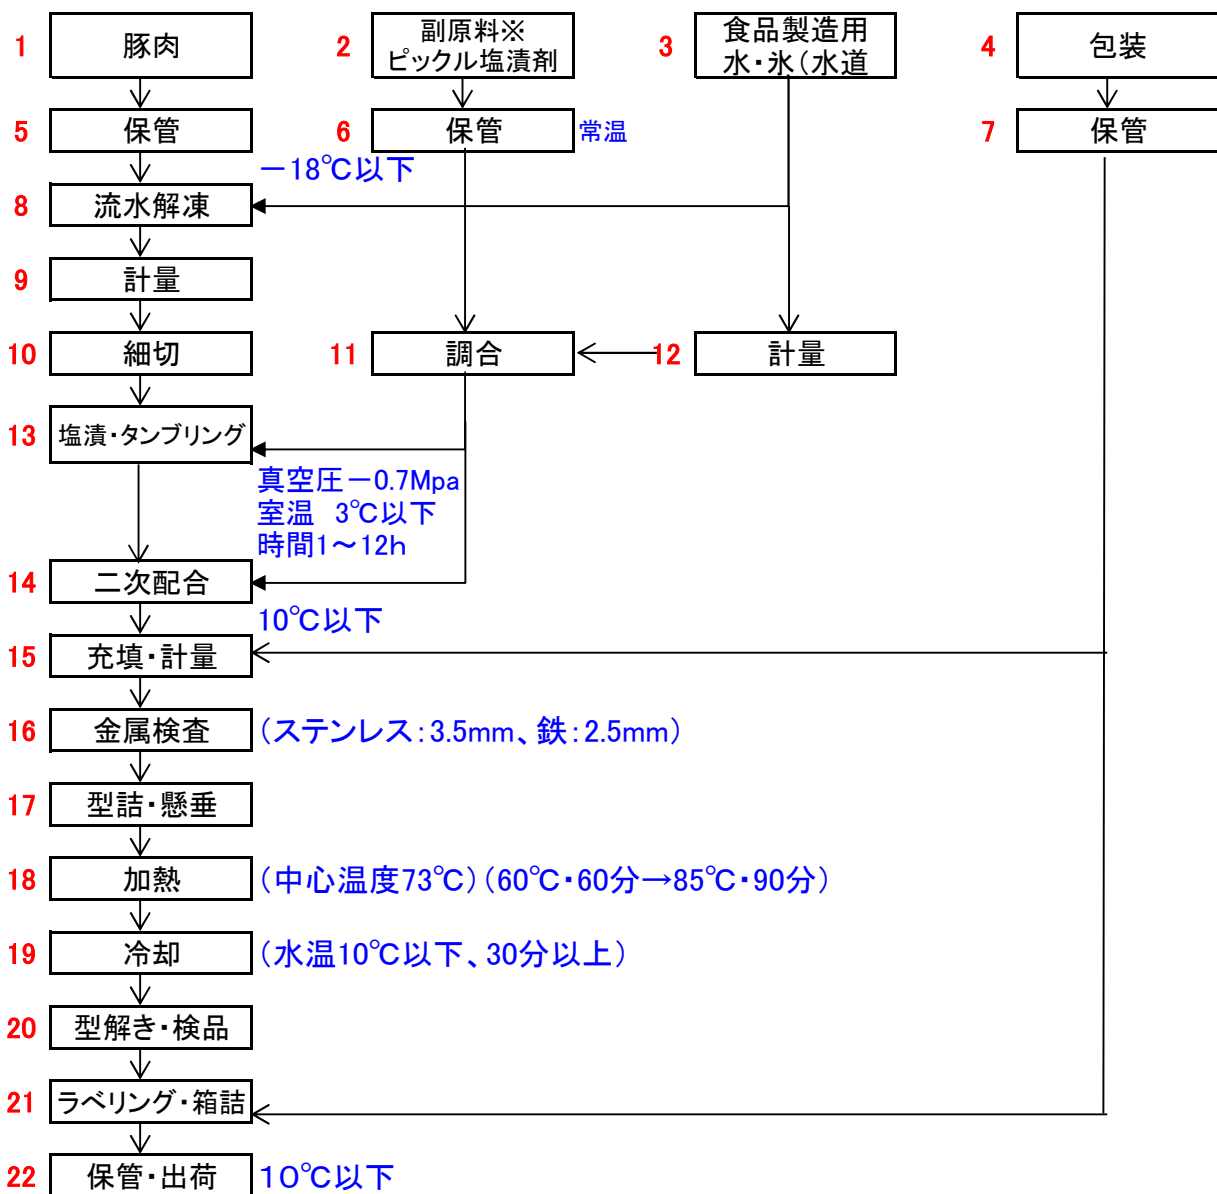 1
豚肉
2
副原料※
ピックル塩漬剤
3
食品製造用
水・氷(水道
4
包装
5
保管
6
保管
常温
7
保管
－18℃以下
8
流水解凍
9
計量
10
細切
11
調合
12
計量
13
塩漬・タンブリング
真空圧－0.7Mpa
室温　3℃以下
時間1～12h
14
二次配合
10℃以下
15
充填・計量
16
金属検査
(ステンレス:3.5mm、鉄:2.5mm)
17
型詰・懸垂
18
加熱
(中心温度73℃)(60℃・60分→85℃・90分)
19
冷却
(水温10℃以下、30分以上)
20
型解き・検品
21
ラベリング・箱詰
22
保管・出荷
10℃以下